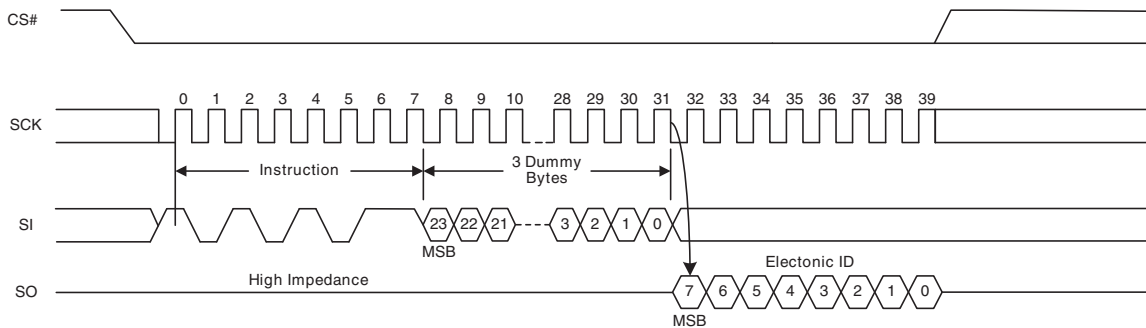 CS#
0 1 2 3 4 5 6 7 8 9 10 28 29 30 31 32 33 34 35 36 37 38 39
SCK
Instruction
3 Dummy
Bytes
SI
23 22 21 3 2 1 0
MSB
High Impedance
Electonic ID
SO
7 6 5 4 3 2 1 0
MSB